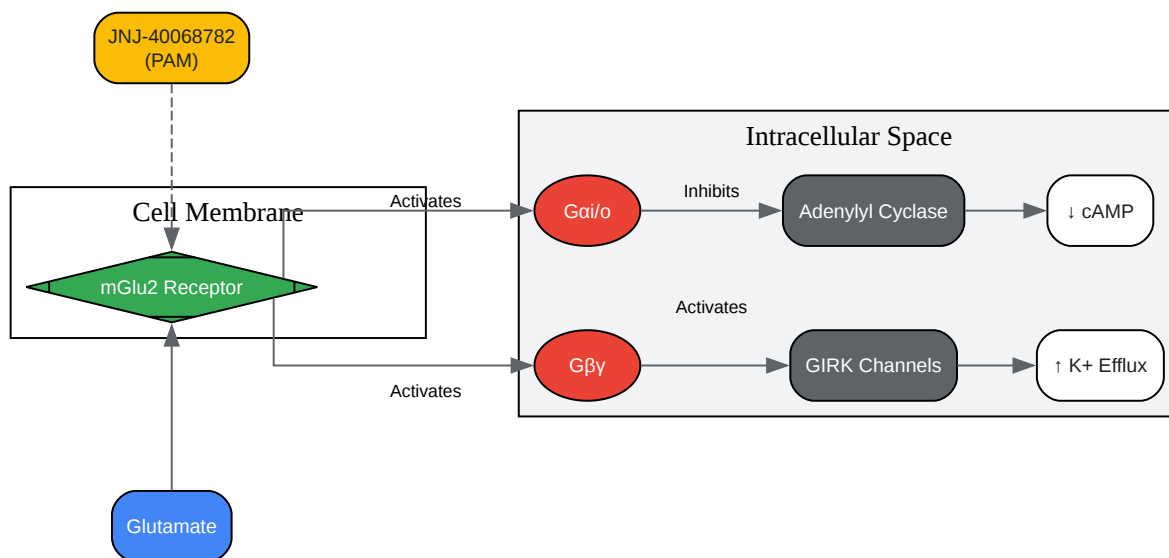 JNJ-40068782
(PAM)
Intracellular Space
Cell Membrane
Activates
Gαi/o
Inhibits
Adenylyl Cyclase
↓ cAMP
mGlu2 Receptor
Activates
Gβγ
GIRK Channels
↑ K+ Efflux
Activates
Glutamate